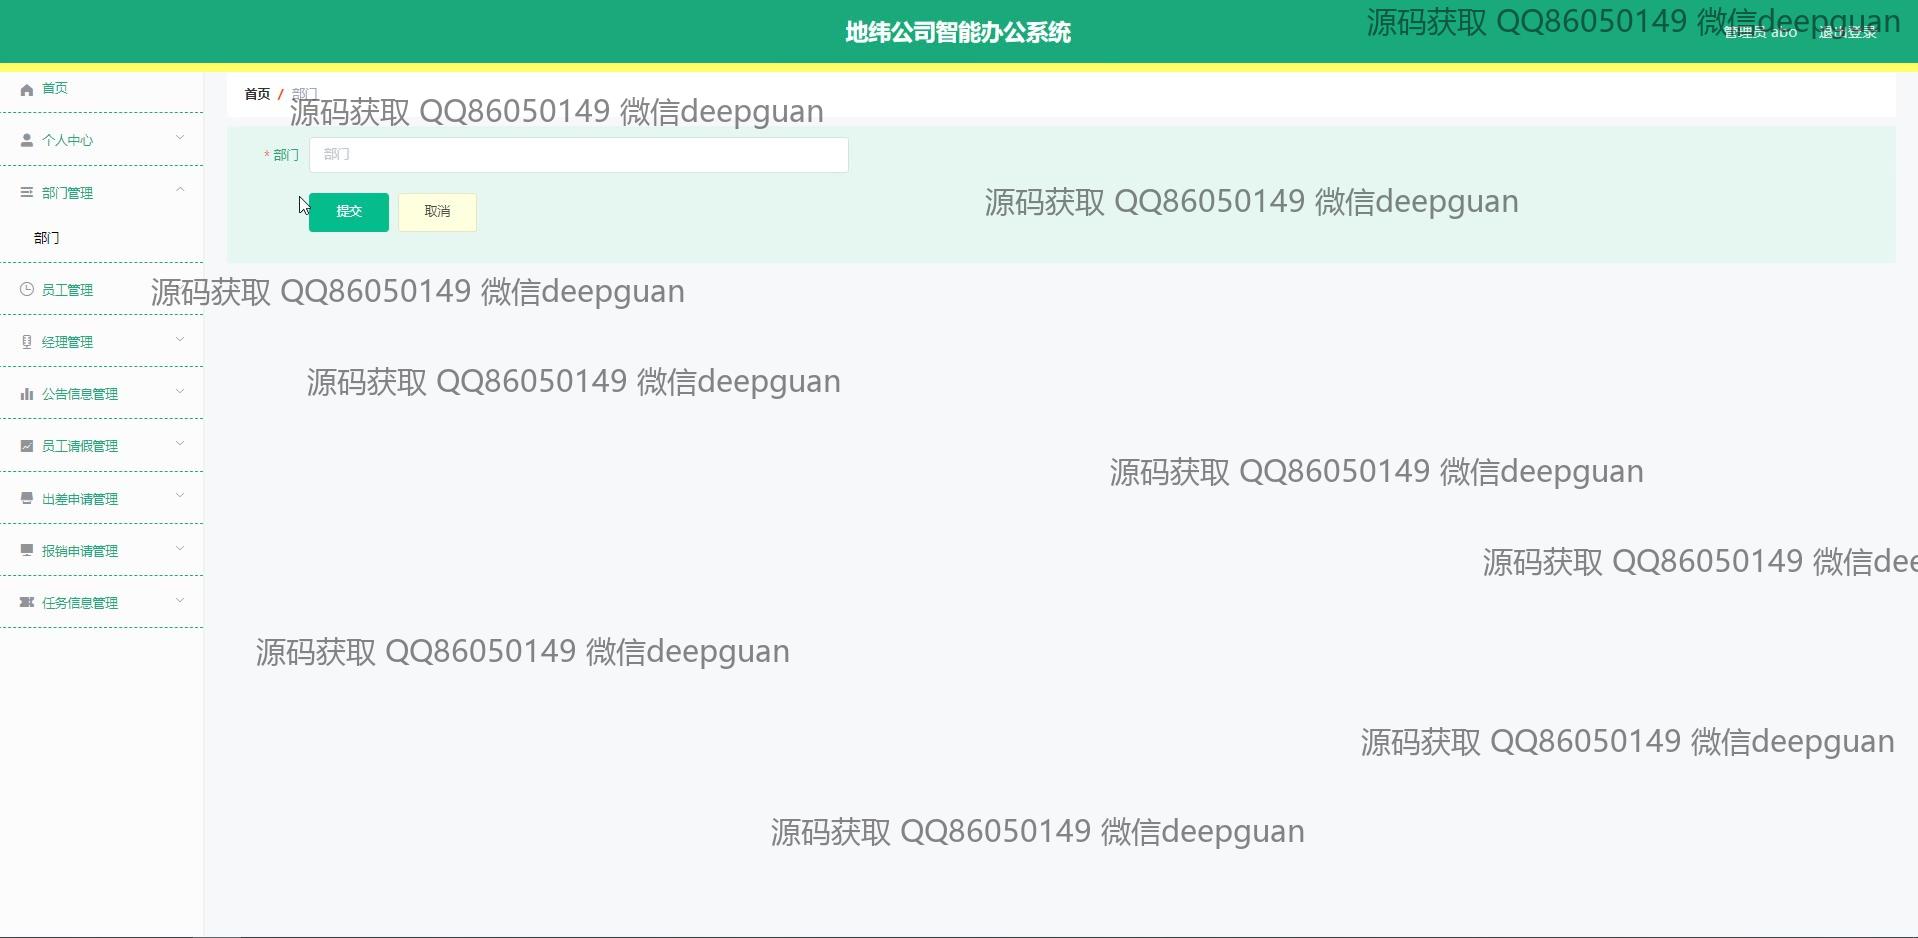 地纬公司智能办公系统
源码获取 QQ86050149 微信deepguan
管理员 abo 退出登录
首页
首页 / 部门
源码获取 QQ86050149 微信deepguan
个人中心
* 部门 部门
部门管理
源码获取 QQ86050149 微信deepguan
提交 取消
部门
员工管理
源码获取 QQ86050149 微信deepguan
经理管理
源码获取 QQ86050149 微信deepguan
公告信息管理
员工请假管理
源码获取 QQ86050149 微信deepguan
出差申请管理
报销申请管理
源码获取 QQ86050149 微信dee
任务信息管理
源码获取 QQ86050149 微信deepguan
源码获取 QQ86050149 微信deepguan
源码获取 QQ86050149 微信deepguan